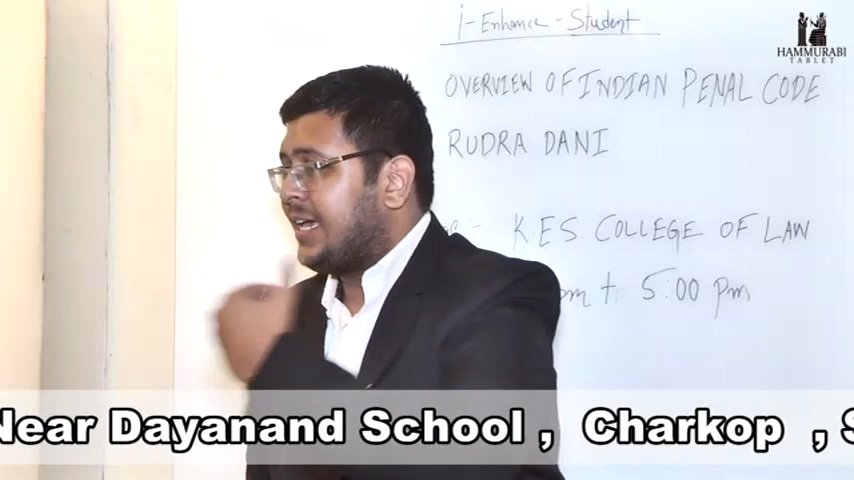 i-Enhance-Student
HAMMURABI
TABLET
OVERVIEW OF INDIAN PENAL CODE
RUDRA DANI
K.E.S. COLLEGE OF LAW
to 5:00 pm
Near Dayanand School , Charkop , S